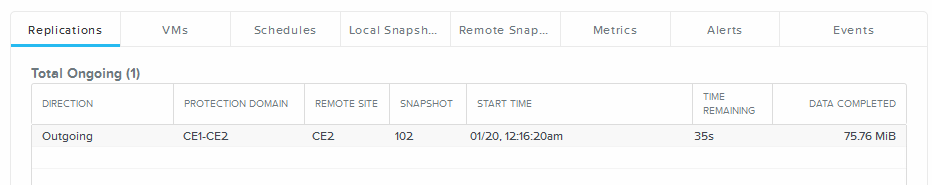 Replications VMs Schedules Local Snapsh... Remote Snap... Metrics Alerts Events
Total Ongoing (1)
DIRECTION PROTECTION DOMAIN REMOTE SITE SNAPSHOT START TIME TIME REMAINING DATA COMPLETED
Outgoing CE1-CE2 CE2 102 01/20, 12:16:20am 35s 75.76 MiB